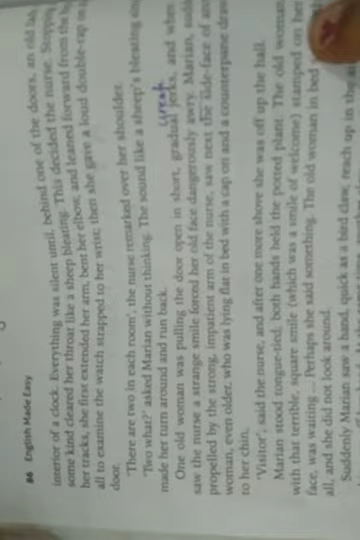 86 English Made Easy
interior of a clock. Everything was silent until, behind one of the doors, an old
some kind cleared her throat like a sheep bleating. This decided the nurse. Stopping
her tracks, she first extended her arm, bent her elbow, and leaned forward from the
all to examine the watch strapped to her wrist; then she gave a loud double-rap
door.
'There are two in each room', the nurse remarked over her shoulder.
'Two what?' asked Marian without thinking. The sound like a sheep's bleating
made her turn around and run back.
One old woman was pulling the door open in short, gradual jerks, and when
saw the nurse a strange smile forced her old face dangerously awry. Marian,
propelled by the strong, impatient arm of the nurse, saw next the side-face of
woman, even older, who was lying flat in bed with a cap on and a counterpane
to her chin.
'Visitor', said the nurse, and after one more shove she was off up the hall.
Marian stood tongue-tied; both hands held the potted plant. The old woman,
with that terrible, square smile (which was a smile of welcome) stamped on her
face, was waiting ... Perhaps she said something. The old woman in bed
all, and she did not look around.
Suddenly Marian saw a hand, quick as a bird claw, reach up in the